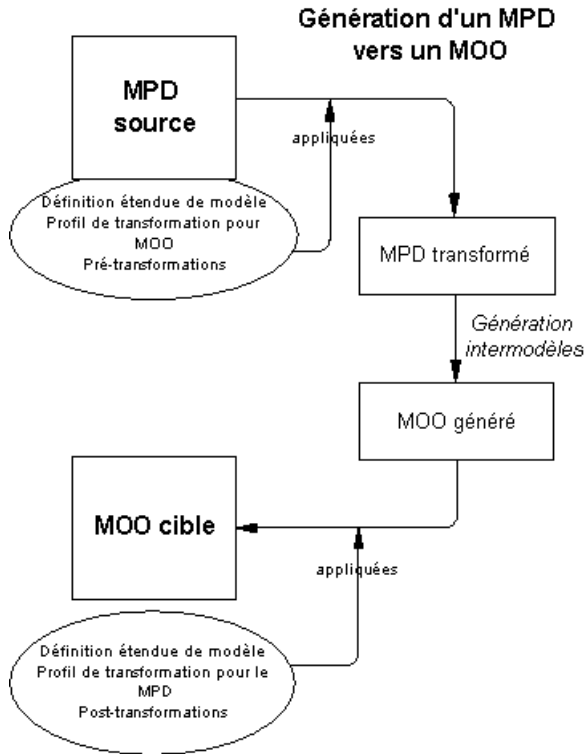 Génération d'un MPD
vers un MOO
MPD
source
appliquées
Définition étendue de modèle
Profil de transformation pour
MOO
Pré-transformations
MPD transformé
Génération
intermodèles
MOO généré
MOO cible
appliquées
Définition étendue de modèle
Profil de transformation pour le
MPD
Post-transformations